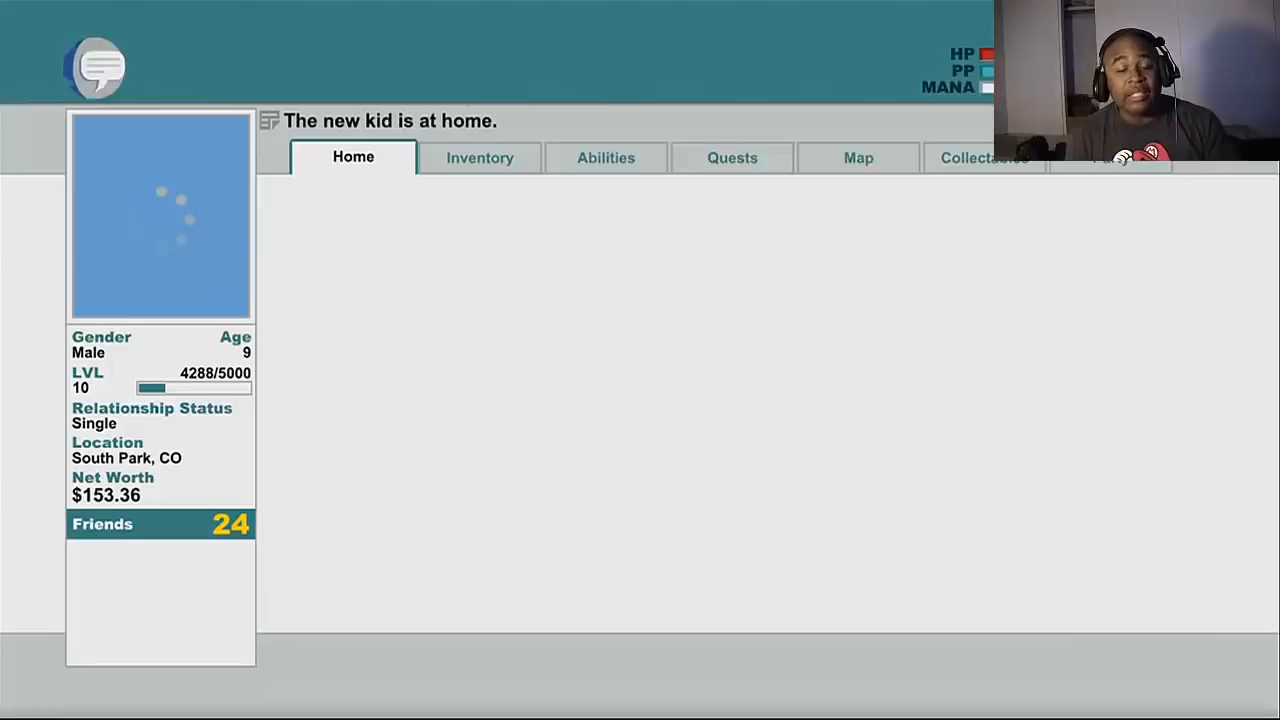 HP
PP
MANA
The new kid is at home.
Home Inventory Abilities Quests Map
Gender Age
Male 9
LVL 4288/5000
10
Relationship Status
Single
Location
South Park, CO
Net Worth
$153.36
Friends 24